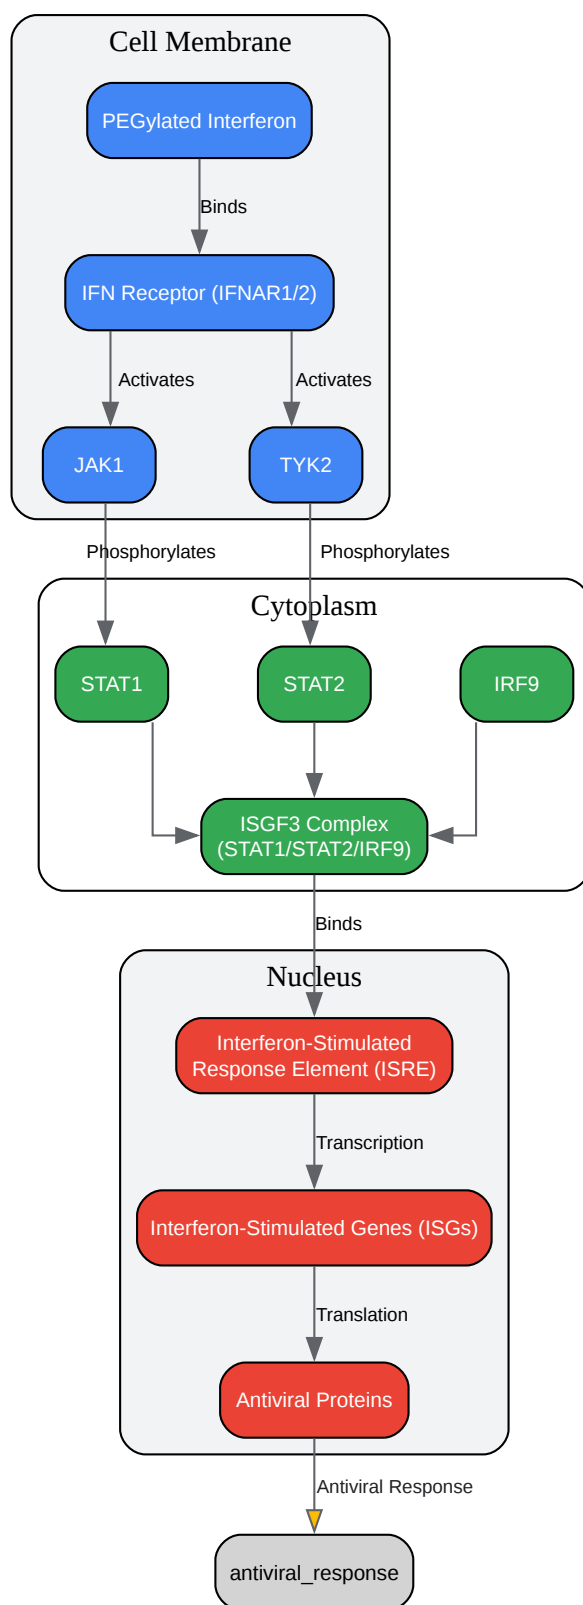 Cell Membrane
PEGylated Interferon
Binds
IFN Receptor (IFNAR1/2)
Activates
Activates
JAK1
TYK2
Phosphorylates
Phosphorylates
Cytoplasm
STAT1
STAT2
IRF9
ISGF3 Complex
(STAT1/STAT2/IRF9)
Binds
Nucleus
Interferon-Stimulated
Response Element (ISRE)
Transcription
Interferon-Stimulated Genes (ISGs)
Translation
Antiviral Proteins
Antiviral Response
antiviral_response